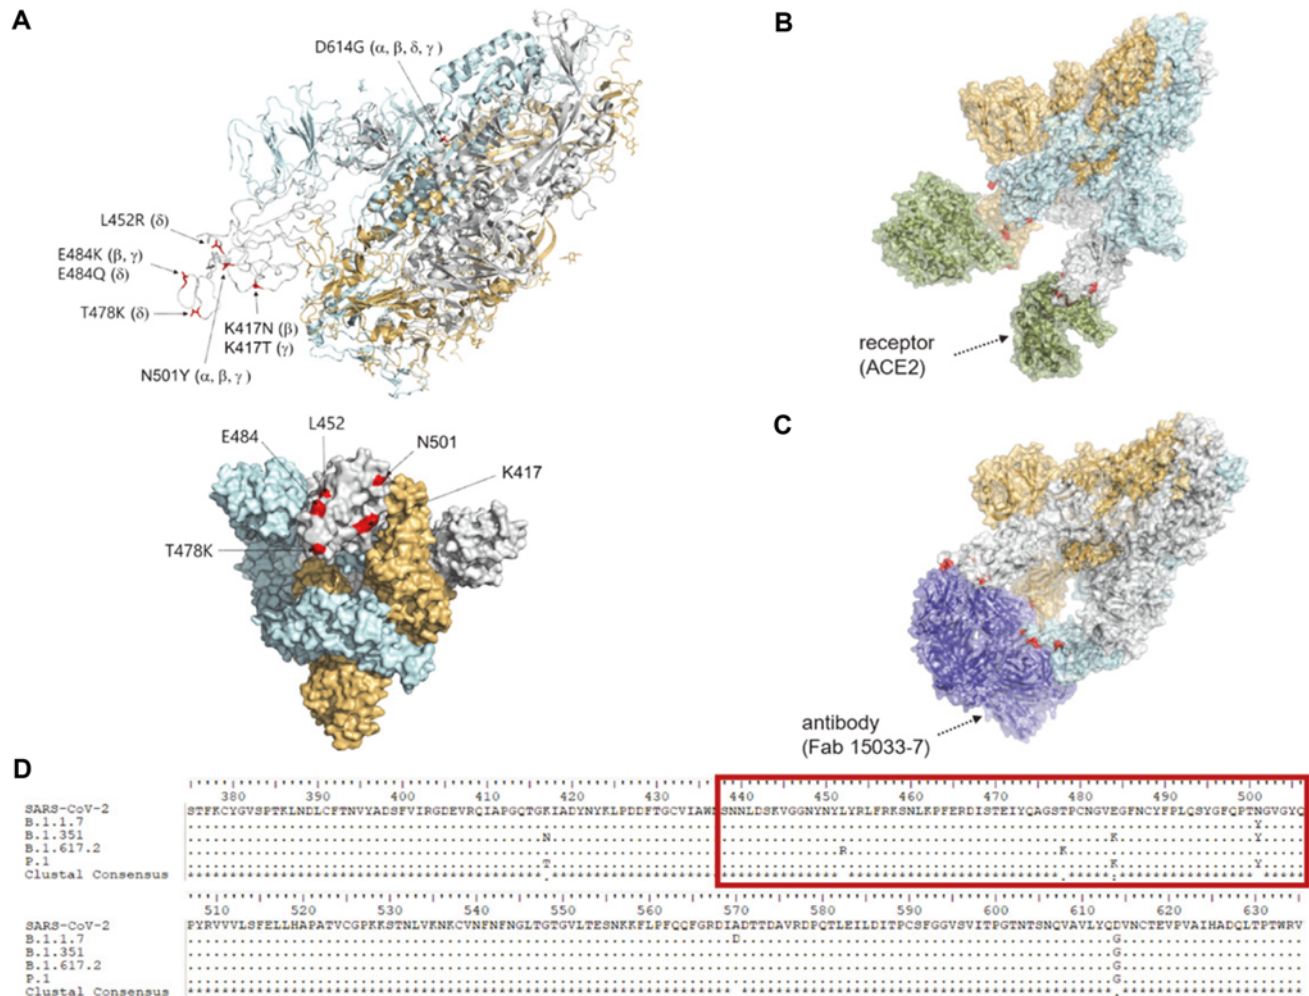 A
D614G (α, β, δ, γ)
L452R (δ)
E484K (β, γ)
E484Q (δ)
T478K (δ)
K417N (β)
K417T (γ)
N501Y (α, β, γ)
E484
L452
N501
K417
T478K
B
receptor
(ACE2)
C
antibody
(Fab 15033-7)
D
380 390 400 410 420 430 440 450 460 470 480 490 500
SARS-CoV-2 STFKCYGVSPTKLNDLCFTNVYADSFVIRGDEVRQIAPGQTGKIADYNYKLPDDFTGCVIAWNSNNLDSKVGGNYNYLYRLFRKSNLKPFERDISTEIYQAGSTPCNGVEGFNCYFPLQSYGFQPTNGVGYQ
B.1.1.7 Y
B.1.351 N K Y
B.1.617.2 R K
P.1 T K Y
Clustal Consensus
510 520 530 540 550 560 570 580 590 600 610 620 630
SARS-CoV-2 PYRVVVLSFELLHAPATVCGPKKSTNLVKNKCVNFNFNGLTGTGVLTESNKKFLPFQQFGRDIADTTDAVRDPQTLEILDITPCSFGGVSVITPGTNTSNQVAVLYQDVNCTEVPVAIHADQLTPTWRV
B.1.1.7 D G
B.1.351 G
B.1.617.2 G
P.1 G
Clustal Consensus